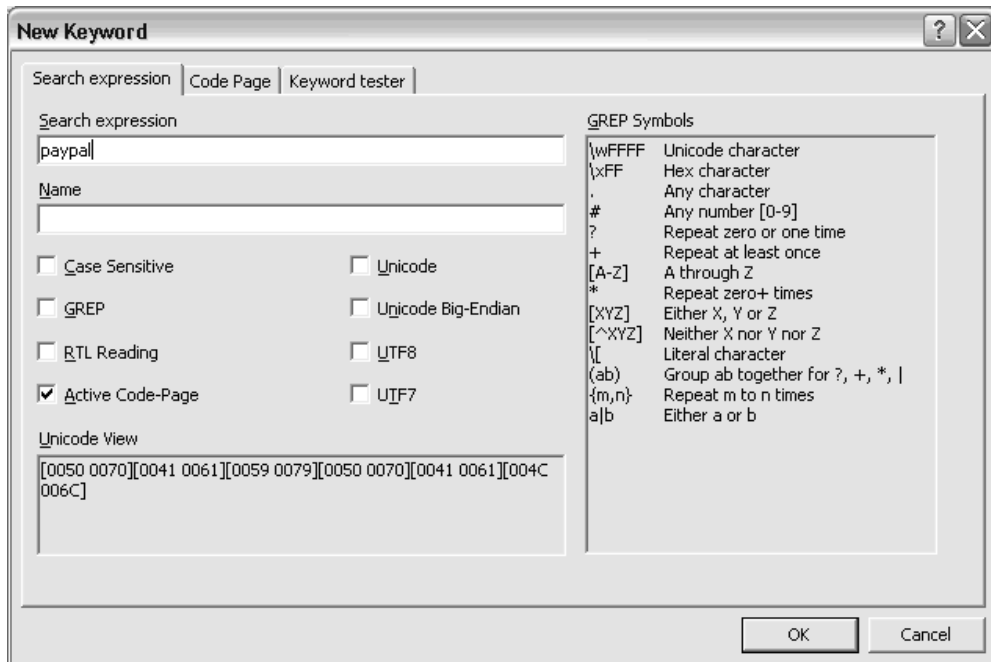 New Keyword
Search expression
Code Page
Keyword tester
Search expression
paypal
Name
Case Sensitive
Unicode
GREP
Unicode Big-Endian
RTL Reading
UTF8
Active Code-Page
UTF7
Unicode View
[0050 0070][0041 0061][0059 0079][0050 0070][0041 0061][004C
006C]
GREP Symbols
\wFFFF Unicode character
\xFF Hex character
. Any character
# Any number [0-9]
? Repeat zero or one time
+ Repeat at least once
[A-Z] A through Z
* Repeat zero+ times
[XYZ] Either X, Y or Z
[^XYZ] Neither X nor Y nor Z
\[ Literal character
(ab) Group ab together for ?, +, *, |
{m,n} Repeat m to n times
a|b Either a or b
OK
Cancel